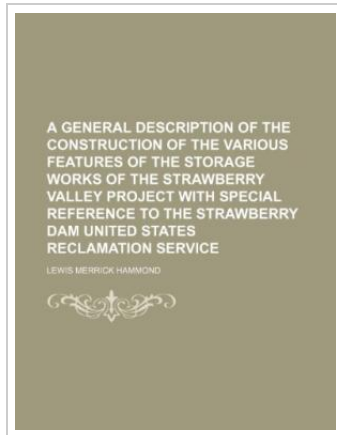 A GENERAL DESCRIPTION OF THE
CONSTRUCTION OF THE VARIOUS
FEATURES OF THE STORAGE
WORKS OF THE STRAWBERRY
VALLEY PROJECT WITH SPECIAL
REFERENCE TO THE STRAWBERRY
DAM UNITED STATES
RECLAMATION SERVICE
LEWIS MERRICK HAMMOND